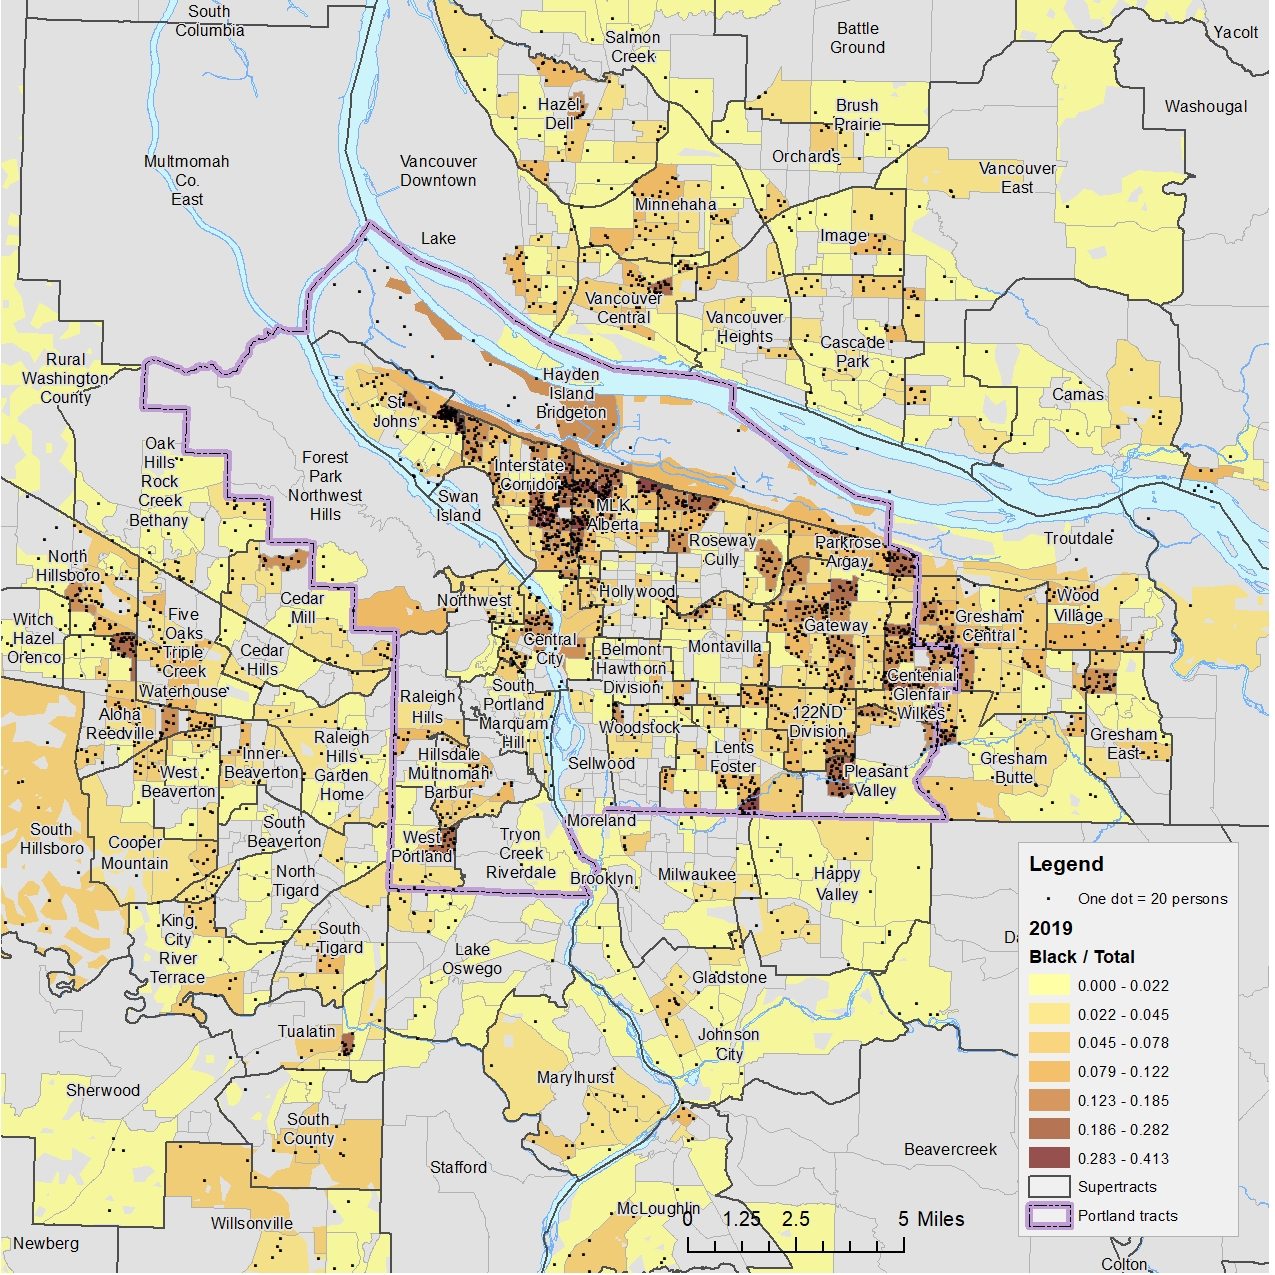 South
Columbia
Salmon
Creek
Battle
Ground
Yacolt
Hazel
Dell
Brush
Prairie
Washougal
Orchards
Multmomah
Co.
East
Vancouver
Downtown
Vancouver
East
Minnehaha
Lake
Image
Vancouver
Central
Vancouver
Heights
Cascade
Park
Rural
Washington
County
Hayden
Island
Bridgeton
Camas
St.
Johns
Oak
Hills
Rock
Creek
Bethany
Forest
Park
Northwest
Hills
Interstate
Corridor
Swan
Island
MLK
Alberta
Roseway
Cully
Parkrose
Argay
Troutdale
North
Hillsboro
Cedar
Mill
Northwest
Hollywood
Wood
Village
Witch
Hazel
Orenco
Five
Oaks
Triple
Creek
Waterhouse
Gateway
Gresham
Central
Cedar
Hills
Central
City
Belmont
Hawthorn
Division
Montavilla
Centenial
Glenfair
Wilkes
Raleigh
Hills
South
Portland
Marquam
Hill
Aloha
Reedville
Woodstock
122ND
Division
Raleigh
Hills
Garden
Home
Inner
Beaverton
West
Beaverton
Hillsdale
Multnomah
Barbur
Sellwood
Lents
Foster
Pleasant
Valley
Gresham
Butte
Gresham
East
South
Hillsboro
Cooper
Mountain
South
Beaverton
West
Portland
Tryon
Creek
Riverdale
Moreland
North
Tigard
Brooklyn
Milwaukee
Happy
Valley
King
City
River
Terrace
South
Tigard
Lake
Oswego
Gladstone
Da
Tualatin
Johnson
City
Marylhurst
Sherwood
South
County
Stafford
Beavercreek
McLoughlin
Willsonville
Newberg
Colton
0 1.25 2.5 5 Miles
Legend
One dot = 20 persons
2019
Black / Total
0.000 - 0.022
0.022 - 0.045
0.045 - 0.078
0.079 - 0.122
0.123 - 0.185
0.186 - 0.282
0.283 - 0.413
Supertracts
Portland tracts